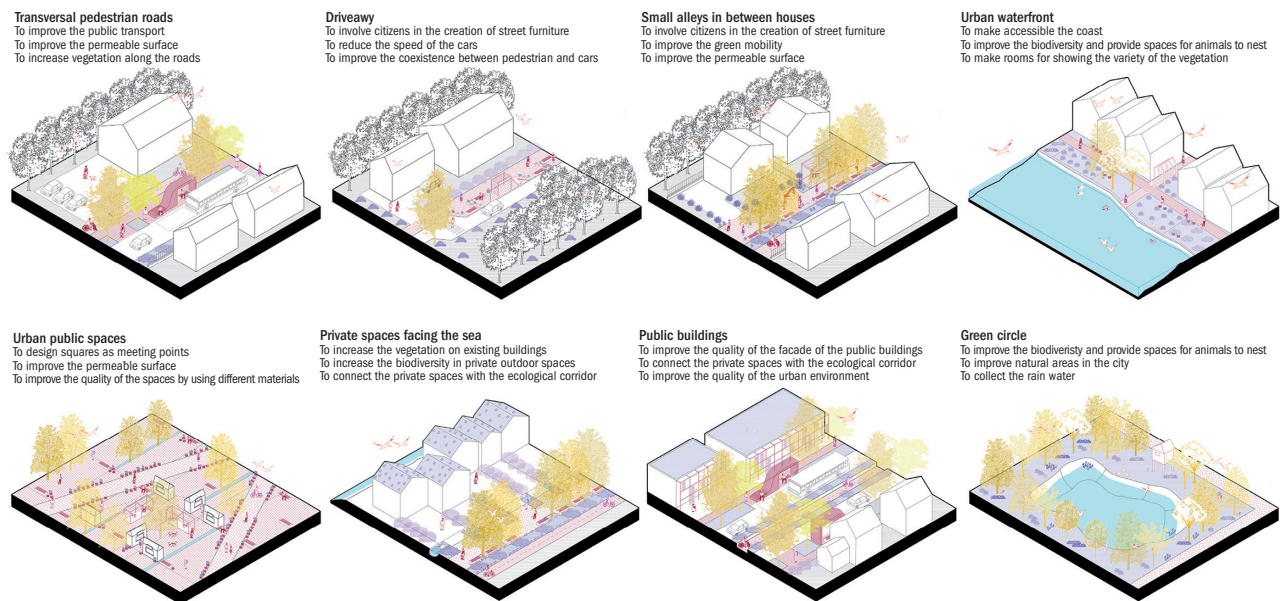 Transversal pedestrian roads
To improve the public transport
To improve the permeable surface
To increase vegetation along the roads
Driveawy
To involve citizens in the creation of street furniture
To reduce the speed of the cars
To improve the coexistence between pedestrian and cars
Small alleys in between houses
To involve citizens in the creation of street furniture
To improve the green mobility
To improve the permeable surface
Urban waterfront
To make accessible the coast
To improve the biodiversity and provide spaces for animals to nest
To make rooms for showing the variety of the vegetation
Urban public spaces
To design squares as meeting points
To improve the permeable surface
To improve the quality of the spaces by using different materials
Private spaces facing the sea
To increase the vegetation on existing buildings
To increase the biodiversity in private outdoor spaces
To connect the private spaces with the ecological corridor
Public buildings
To improve the quality of the facade of the public buildings
To connect the private spaces with the ecological corridor
To improve the quality of the urban environment
Green circle
To improve the biodiveristy and provide spaces for animals to nest
To improve natural areas in the city
To collect the rain water